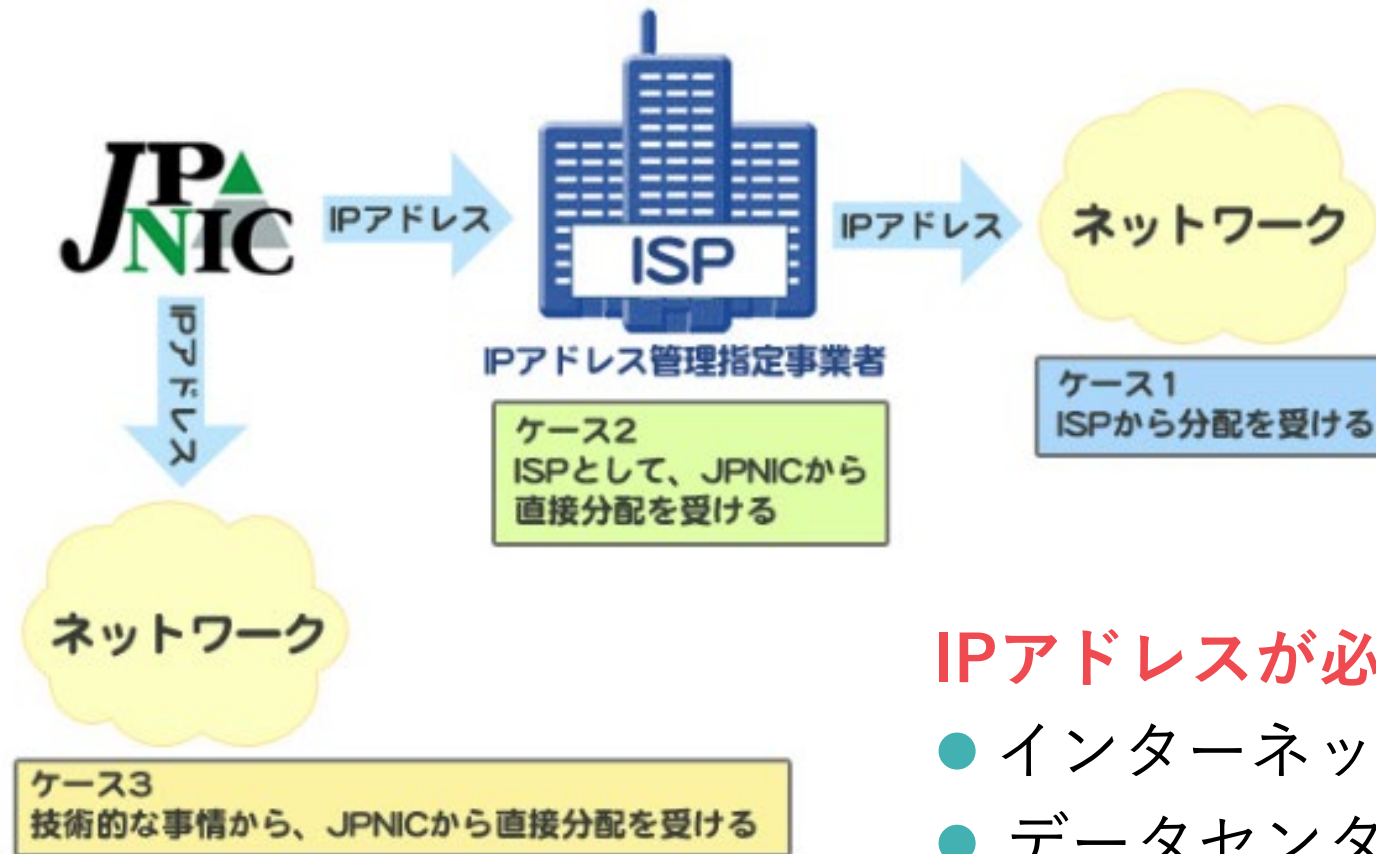 JPNIC
IPアドレス
ISP
IPアドレス
ネットワーク
IPアドレス管理指定事業者
IPアドレス
ケース1
ISPから分配を受ける
ケース2
ISPとして、JPNICから
直接分配を受ける
ネットワーク
ケース3
技術的な事情から、JPNICから直接分配を受ける
IPアドレスが必
● インターネッ
● データセンタ